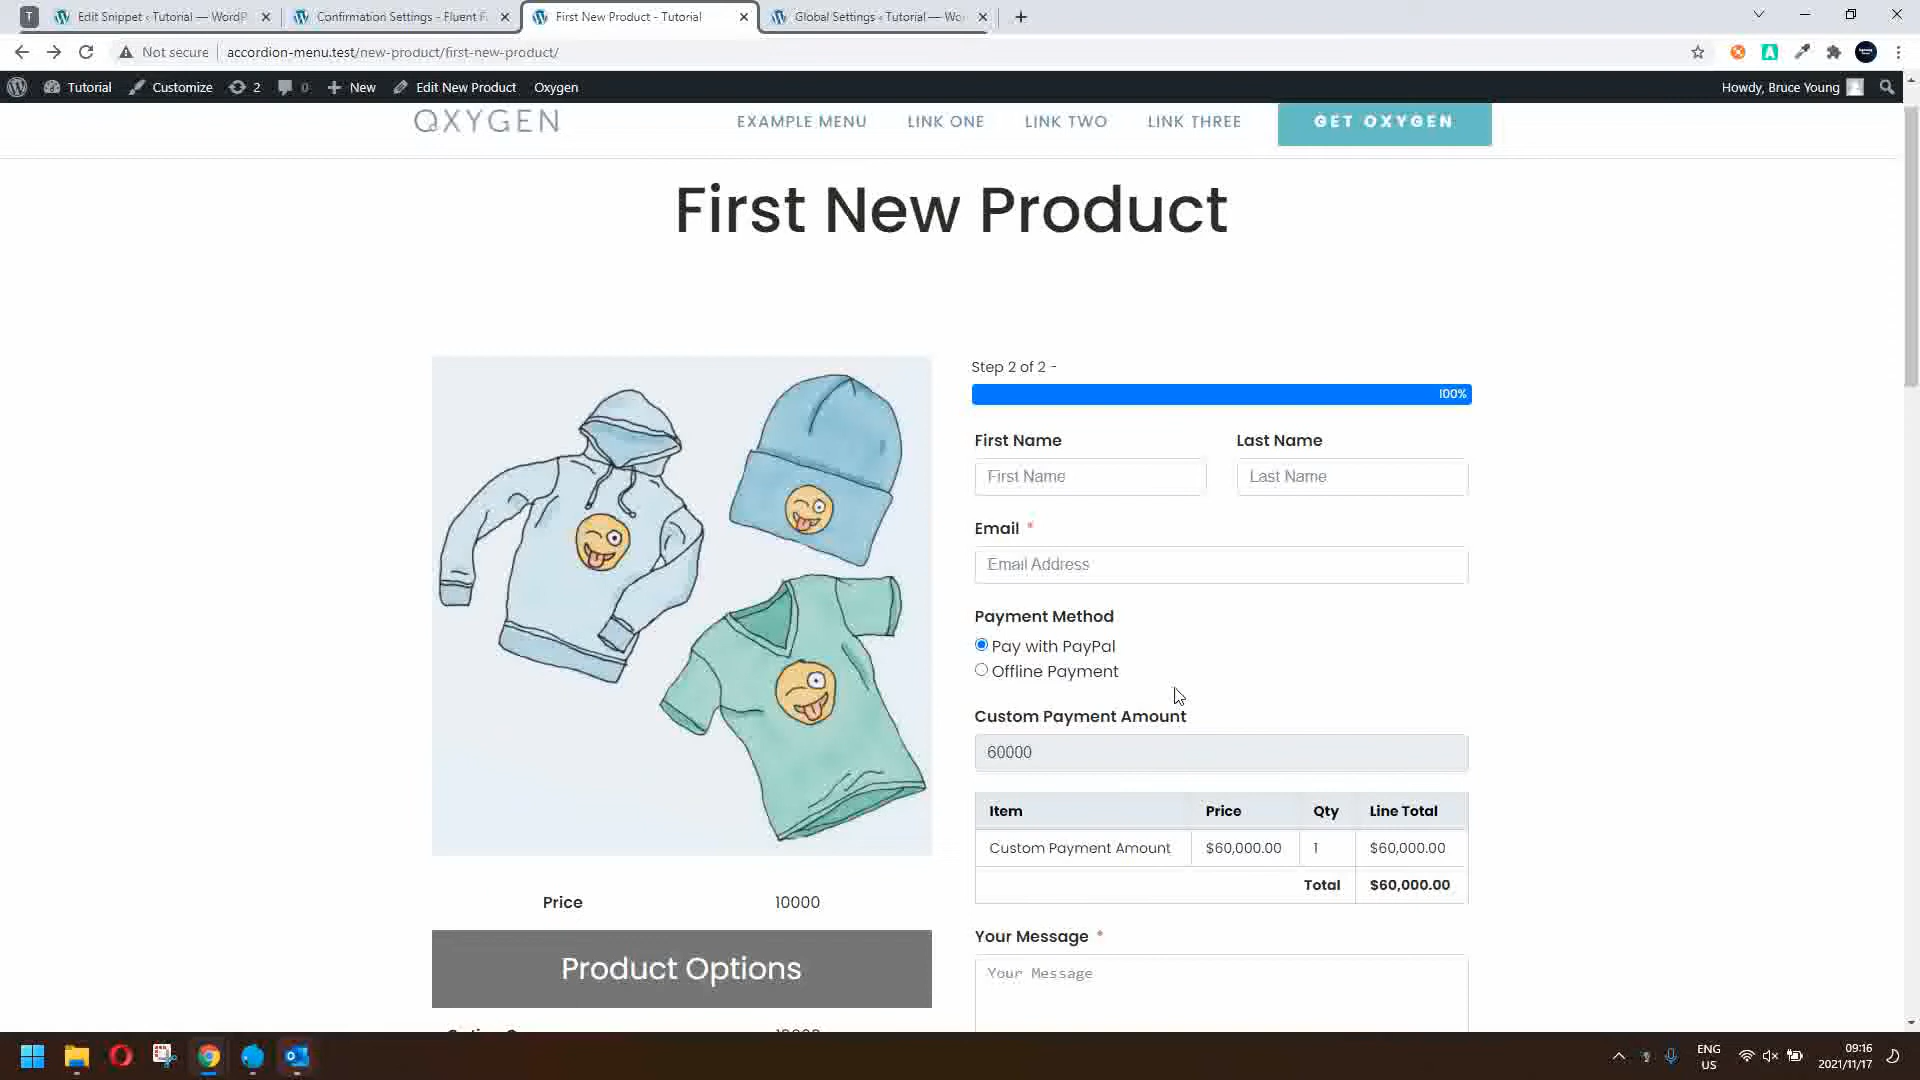 T
Edit Snippet ‹ Tutorial — WordP
Confirmation Settings - Fluent F
First New Product - Tutorial
Global Settings ‹ Tutorial — Wo
Not secure
accordion-menu.test/new-product/first-new-product/
Tutorial
Customize
2
0
New
Edit New Product
Oxygen
Howdy, Bruce Young
OXYGEN
EXAMPLE MENU
LINK ONE
LINK TWO
LINK THREE
GET OXYGEN
First New Product
Step 2 of 2 -
100%
First Name
Last Name
First Name
Last Name
Email *
Email Address
Payment Method
Pay with PayPal
Offline Payment
Custom Payment Amount
60000
Item Price Qty Line Total
Custom Payment Amount $60,000.00 1 $60,000.00
Total $60,000.00
Price 10000
Product Options
Your Message *
Your Message
ENG
US
09:16
2021/11/17